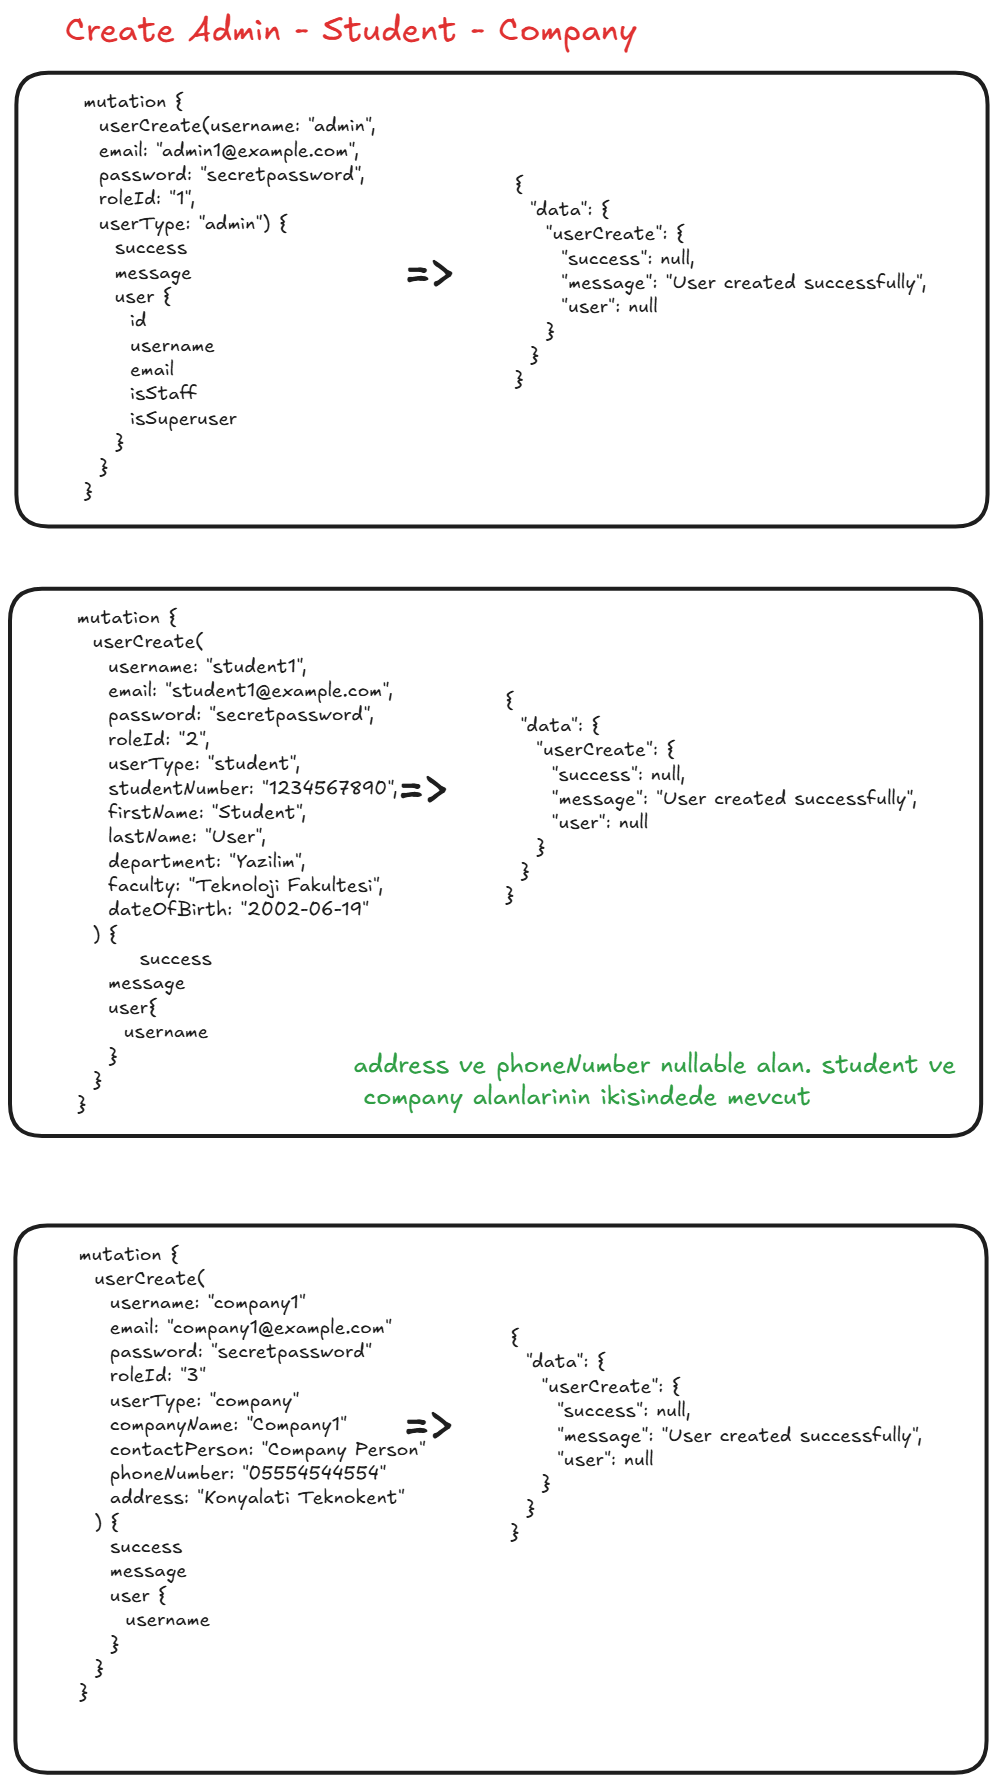 Create Admin - Student - Company
mutation {
userCreate(username: "admin",
email: "admin1@example.com",
password: "secretpassword",
roleId: "1",
userType: "admin") {
success
message
user {
id
username
email
isStaff
isSuperuser
}
}
}
=>
{
"data": {
"userCreate": {
"success": null,
"message": "User created successfully",
"user": null
}
}
}
mutation {
userCreate(
username: "student1",
email: "student1@example.com",
password: "secretpassword",
roleId: "2",
userType: "student",
studentNumber: "1234567890",
firstName: "Student",
lastName: "User",
department: "Yazilim",
faculty: "Teknoloji Fakultesi",
dateOfBirth: "2002-06-19"
) {
success
message
user{
username
}
}
}
=>
{
"data": {
"userCreate": {
"success": null,
"message": "User created successfully",
"user": null
}
}
}
address ve phoneNumber nullable alan. student ve
company alanlarinin ikisindede mevcut
mutation {
userCreate(
username: "company1"
email: "company1@example.com"
password: "secretpassword"
roleId: "3"
userType: "company"
companyName: "Company1"
contactPerson: "Company Person"
phoneNumber: "05554544554"
address: "Konyalati Teknokent"
) {
success
message
user {
username
}
}
}
=>
{
"data": {
"userCreate": {
"success": null,
"message": "User created successfully",
"user": null
}
}
}